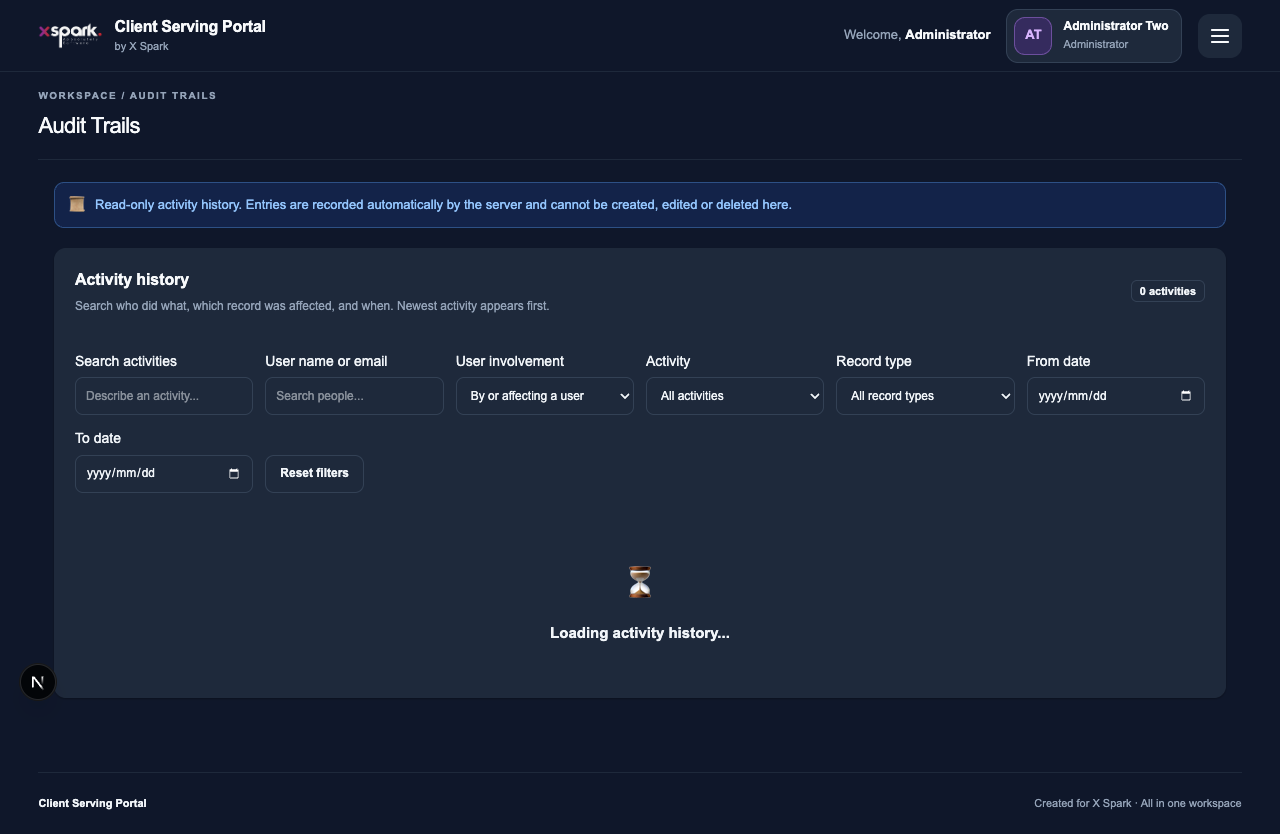 xspark.
Client Serving Portal
by X Spark
Welcome, Administrator
AT
Administrator Two
Administrator
WORKSPACE / AUDIT TRAILS
Audit Trails
Read-only activity history. Entries are recorded automatically by the server and cannot be created, edited or deleted here.
Activity history
Search who did what, which record was affected, and when. Newest activity appears first.
0 activities
Search activities
User name or email
User involvement
Activity
Record type
From date
Describe an activity...
Search people...
By or affecting a user
All activities
All record types
yyyy/mm/dd
To date
yyyy/mm/dd
Reset filters
Loading activity history...
N
Client Serving Portal
Created for X Spark · All in one workspace